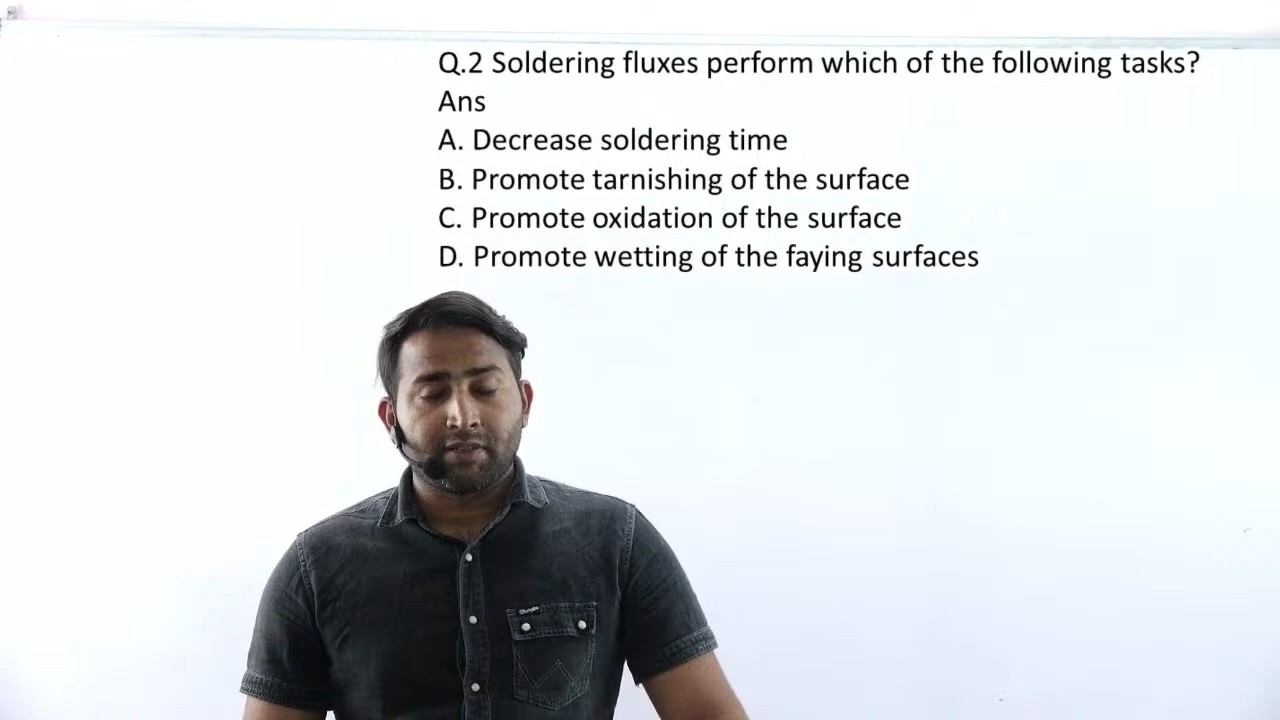 Q.2 Soldering fluxes perform which of the following tasks?
Ans
A. Decrease soldering time
B. Promote tarnishing of the surface
C. Promote oxidation of the surface
D. Promote wetting of the faying surfaces